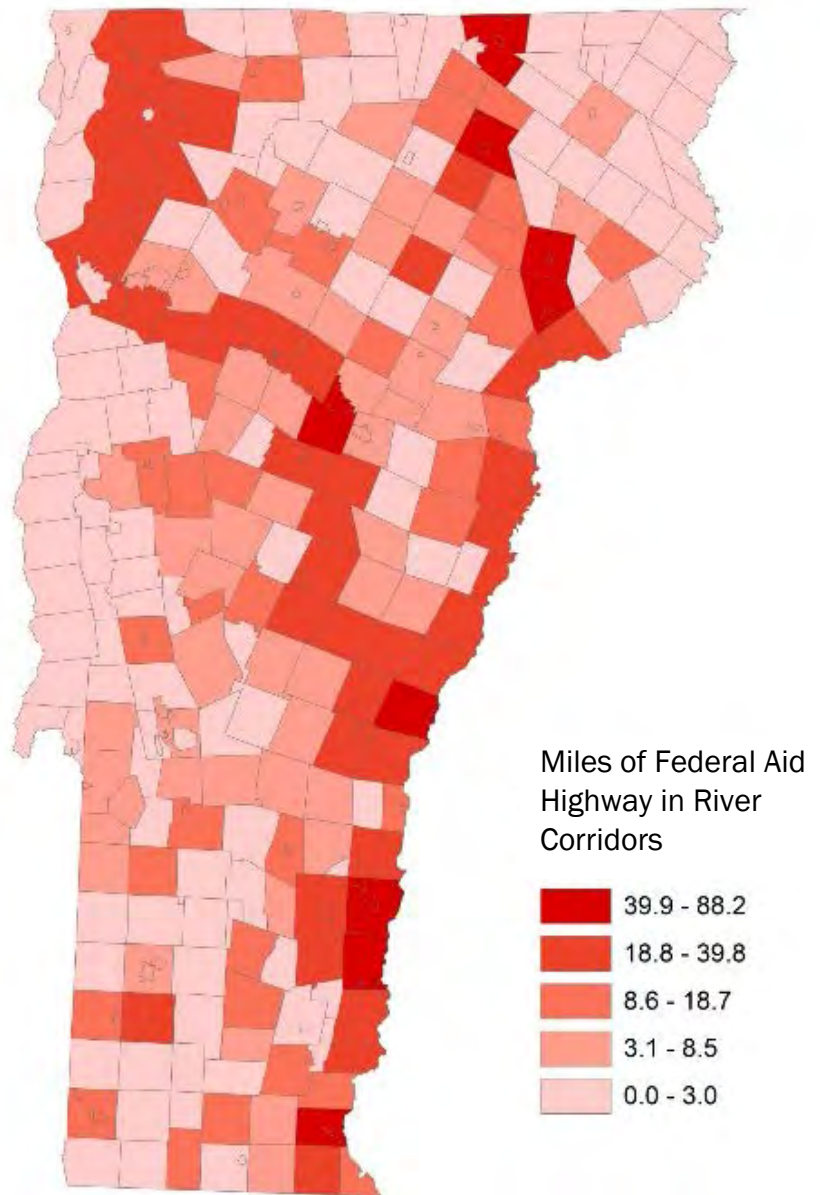 Miles of Federal Aid
Highway in River
Corridors
39.9 - 88.2
18.8 - 39.8
8.6 - 18.7
3.1 - 8.5
0.0 - 3.0